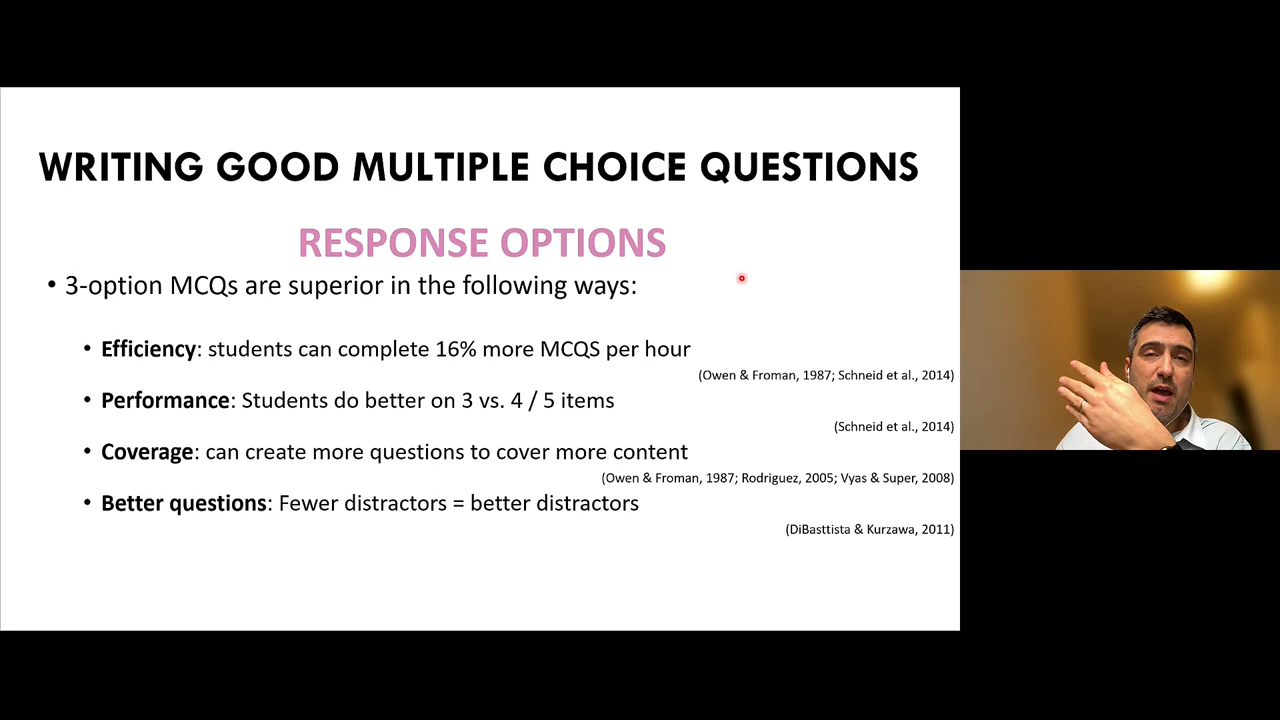 WRITING GOOD MULTIPLE CHOICE QUESTIONS
RESPONSE OPTIONS
• 3-option MCQs are superior in the following ways:
• Efficiency: students can complete 16% more MCQS per hour
(Owen & Froman, 1987; Schneid et al., 2014)
• Performance: Students do better on 3 vs. 4 / 5 items
(Schneid et al., 2014)
• Coverage: can create more questions to cover more content
(Owen & Froman, 1987; Rodriguez, 2005; Vyas & Super, 2008)
• Better questions: Fewer distractors = better distractors
(DiBasttista & Kurzawa, 2011)